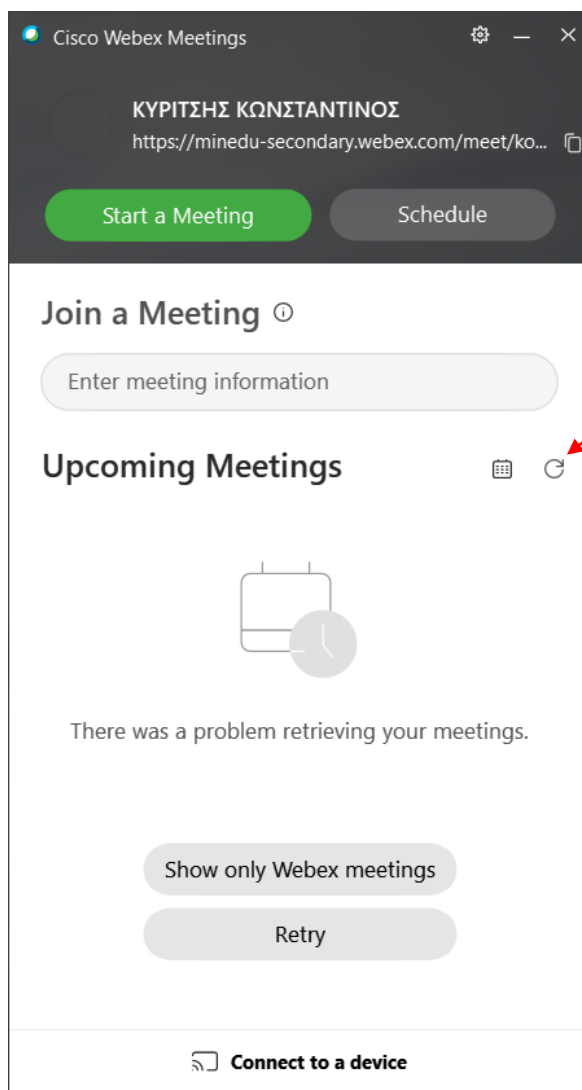 Cisco Webex Meetings
ΚΥΡΙΤΣΗΣ ΚΩΝΣΤΑΝΤΙΝΟΣ
https://minedu-secondary.webex.com/meet/ko...
Start a Meeting
Schedule
Join a Meeting
Enter meeting information
Upcoming Meetings
There was a problem retrieving your meetings.
Show only Webex meetings
Retry
Connect to a device